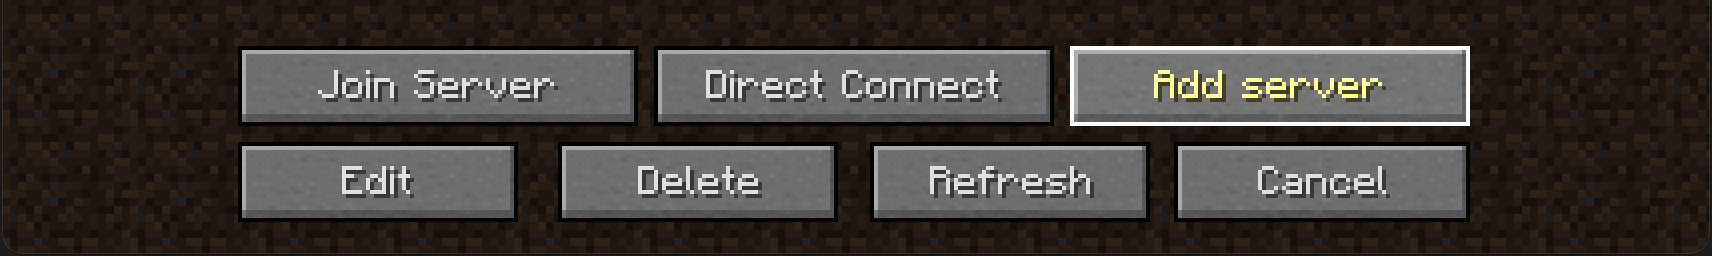 Join Server
Direct Connect
Add server
Edit
Delete
Refresh
Cancel